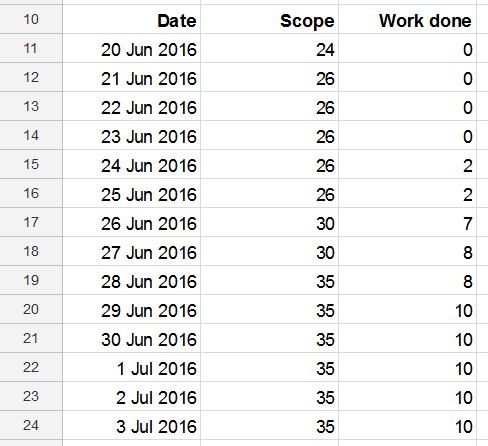 10 Date Scope Work done
11 20 Jun 2016 24 0
12 21 Jun 2016 26 0
13 22 Jun 2016 26 0
14 23 Jun 2016 26 0
15 24 Jun 2016 26 2
16 25 Jun 2016 26 2
17 26 Jun 2016 30 7
18 27 Jun 2016 30 8
19 28 Jun 2016 35 8
20 29 Jun 2016 35 10
21 30 Jun 2016 35 10
22 1 Jul 2016 35 10
23 2 Jul 2016 35 10
24 3 Jul 2016 35 10